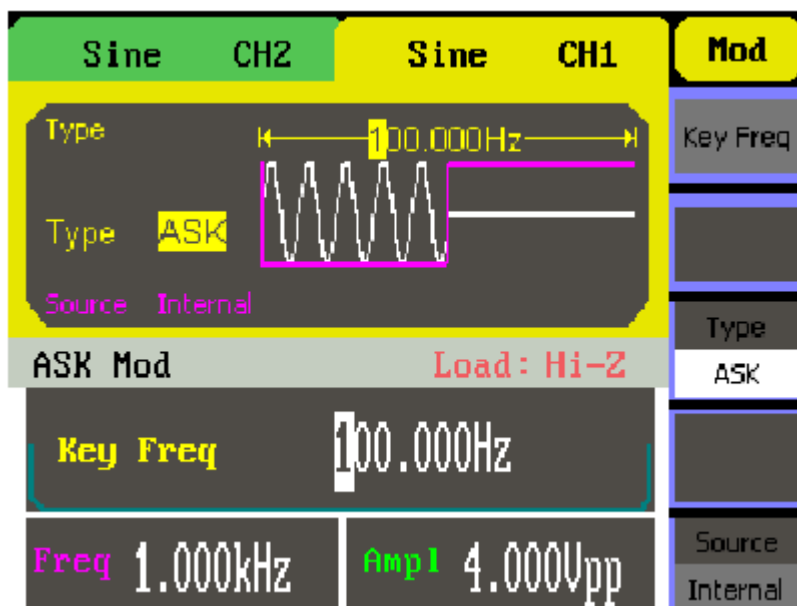 Sine CH2 Sine CH1 Mod
Type
100.000Hz
Key Freq
Type ASK
Source Internal
Type
ASK
ASK Mod Load: Hi-Z
Key Freq 100.000Hz
Freq 1.000kHz Ampl 4.000Vpp
Source
Internal